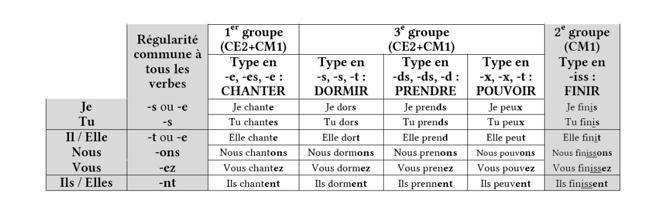 Régularité commune à tous les verbes | 1er groupe (CE2+CM1) | 3e groupe (CE2+CM1) | 2e groupe (CM1)
Type en -e, -es, -e : CHANTER | Type en -s, -s, -t : DORMIR | Type en -ds, -ds, -d : PRENDRE | Type en -x, -x, -t : POUVOIR | Type en -iss : FINIR
Je | -s ou -e | Je chante | Je dors | Je prends | Je peux | Je finis
Tu | -s | Tu chantes | Tu dors | Tu prends | Tu peux | Tu finis
Il / Elle | -t ou -e | Elle chante | Elle dort | Elle prend | Elle peut | Elle finit
Nous | -ons | Nous chantons | Nous dormons | Nous prenons | Nous pouvons | Nous finissons
Vous | -ez | Vous chantez | Vous dormez | Vous prenez | Vous pouvez | Vous finissez
Ils / Elles | -nt | Ils chantent | Ils dorment | Ils prennent | Ils peuvent | Ils finissent